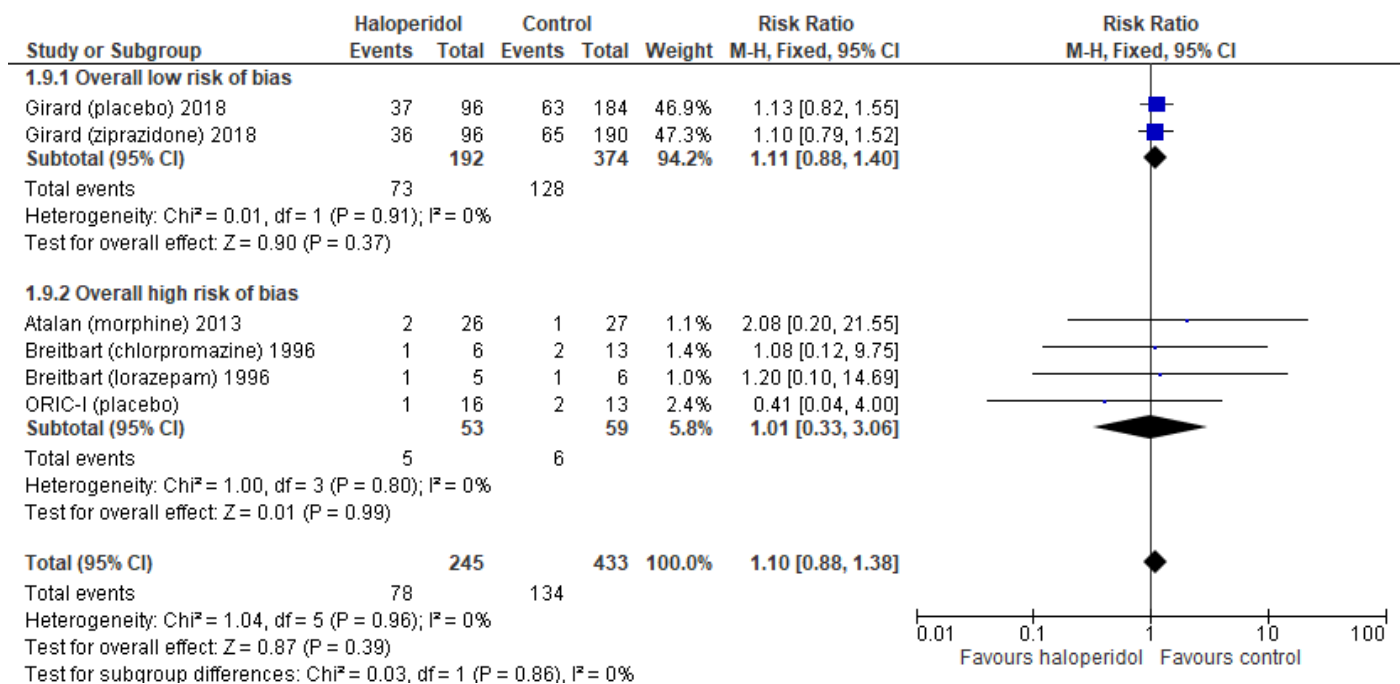 Haloperidol Control Risk Ratio Risk Ratio
Study or Subgroup Events Total Events Total Weight M-H, Fixed, 95% CI M-H, Fixed, 95% CI
1.9.1 Overall low risk of bias
Girard (placebo) 2018 37 96 63 184 46.9% 1.13 [0.82, 1.55]
Girard (ziprazidone) 2018 36 96 65 190 47.3% 1.10 [0.79, 1.52]
Subtotal (95% CI) 192 374 94.2% 1.11 [0.88, 1.40]
Total events 73 128
Heterogeneity: Chi² = 0.01, df = 1 (P = 0.91); I² = 0%
Test for overall effect: Z = 0.90 (P = 0.37)
1.9.2 Overall high risk of bias
Atalan (morphine) 2013 2 26 1 27 1.1% 2.08 [0.20, 21.55]
Breitbart (chlorpromazine) 1996 1 6 2 13 1.4% 1.08 [0.12, 9.75]
Breitbart (lorazepam) 1996 1 5 1 6 1.0% 1.20 [0.10, 14.69]
ORIC-I (placebo) 1 16 2 13 2.4% 0.41 [0.04, 4.00]
Subtotal (95% CI) 53 59 5.8% 1.01 [0.33, 3.06]
Total events 5 6
Heterogeneity: Chi² = 1.00, df = 3 (P = 0.80); I² = 0%
Test for overall effect: Z = 0.01 (P = 0.99)
Total (95% CI) 245 433 100.0% 1.10 [0.88, 1.38]
Total events 78 134
Heterogeneity: Chi² = 1.04, df = 5 (P = 0.96); I² = 0%
Test for overall effect: Z = 0.87 (P = 0.39)
Test for subgroup differences: Chi² = 0.03, df = 1 (P = 0.86), I² = 0%
0.01 0.1 1 10 100
Favours haloperidol Favours control